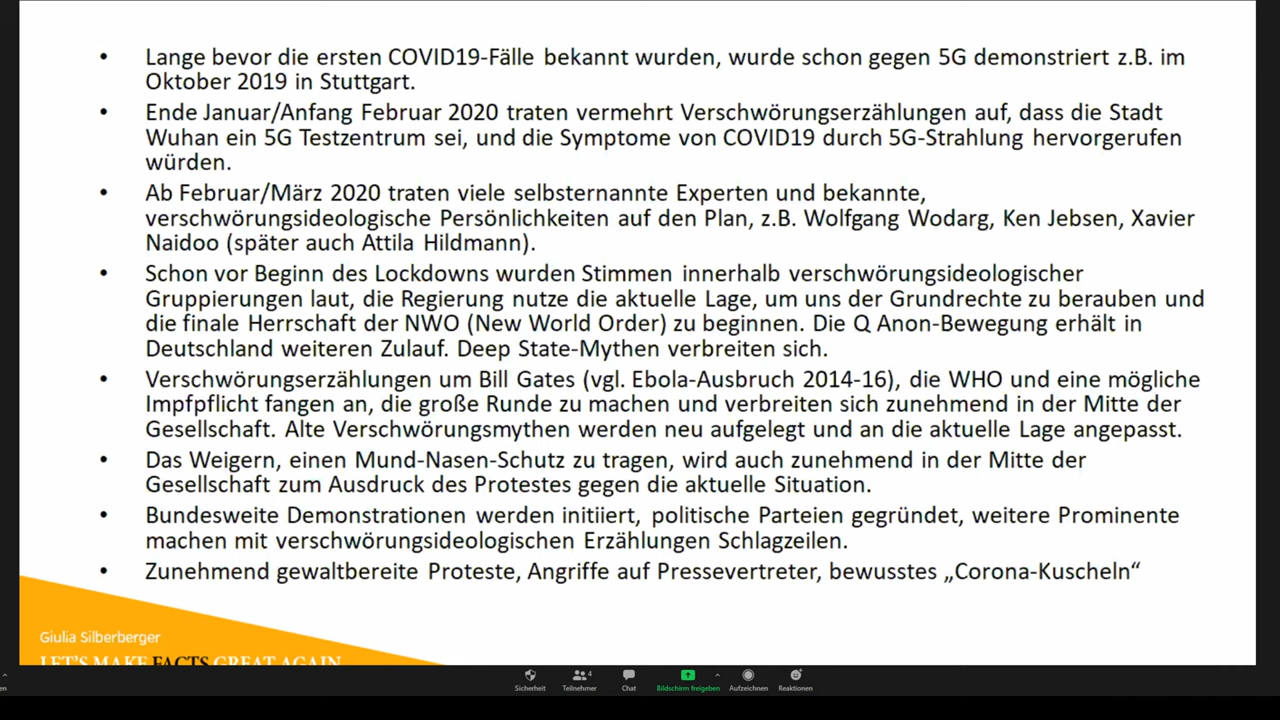 • Lange bevor die ersten COVID19-Fälle bekannt wurden, wurde schon gegen 5G demonstriert z.B. im
Oktober 2019 in Stuttgart.
• Ende Januar/Anfang Februar 2020 traten vermehrt Verschwörungserzählungen auf, dass die Stadt
Wuhan ein 5G Testzentrum sei, und die Symptome von COVID19 durch 5G-Strahlung hervorgerufen
würden.
• Ab Februar/März 2020 traten viele selbsternannte Experten und bekannte,
verschwörungsideologische Persönlichkeiten auf den Plan, z.B. Wolfgang Wodarg, Ken Jebsen, Xavier
Naidoo (später auch Attila Hildmann).
• Schon vor Beginn des Lockdowns wurden Stimmen innerhalb verschwörungsideologischer
Gruppierungen laut, die Regierung nutze die aktuelle Lage, um uns der Grundrechte zu berauben und
die finale Herrschaft der NWO (New World Order) zu beginnen. Die Q Anon-Bewegung erhält in
Deutschland weiteren Zulauf. Deep State-Mythen verbreiten sich.
• Verschwörungserzählungen um Bill Gates (vgl. Ebola-Ausbruch 2014-16), die WHO und eine mögliche
Impfpflicht fangen an, die große Runde zu machen und verbreiten sich zunehmend in der Mitte der
Gesellschaft. Alte Verschwörungsmythen werden neu aufgelegt und an die aktuelle Lage angepasst.
• Das Weigern, einen Mund-Nasen-Schutz zu tragen, wird auch zunehmend in der Mitte der
Gesellschaft zum Ausdruck des Protestes gegen die aktuelle Situation.
• Bundesweite Demonstrationen werden initiiert, politische Parteien gegründet, weitere Prominente
machen mit verschwörungsideologischen Erzählungen Schlagzeilen.
• Zunehmend gewaltbereite Proteste, Angriffe auf Pressevertreter, bewusstes „Corona-Kuscheln“
Giulia Silberberger
LET'S MAKE FACTS GREAT AGAIN
4
Sicherheit Teilnehmer Chat Bildschirm freigeben Aufzeichnen Reaktionen